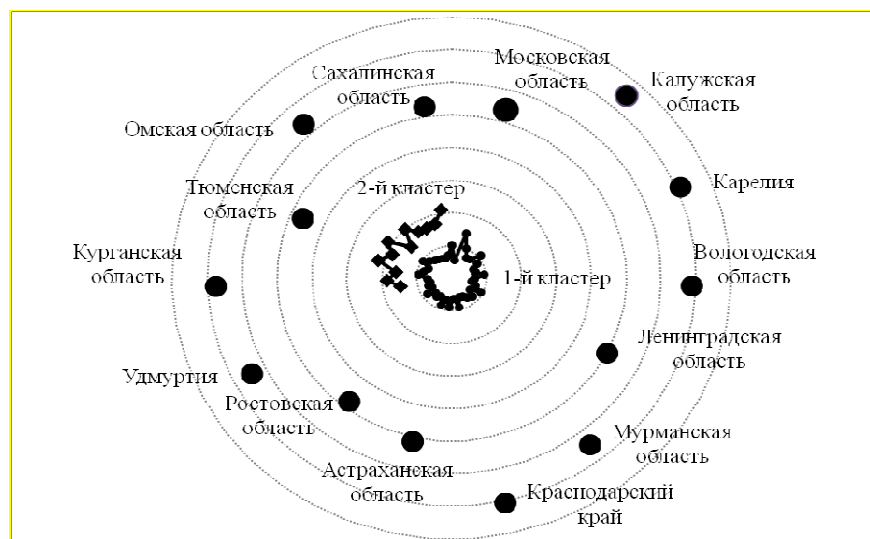 Московская
область
Калужская
область
Сахалинская
область
Омская область
Карелия
Тюменская
область
2-й кластер
Курганская
область
Вологодская
область
1-й кластер
Ленинградская
область
Удмуртия
Ростовская
область
Мурманская
область
Астраханская
область
Краснодарский
край